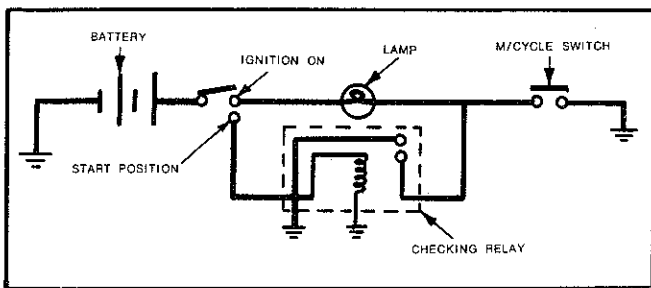 BATTERY
IGNITION ON
LAMP
M/CYCLE SWITCH
START POSITION
CHECKING RELAY